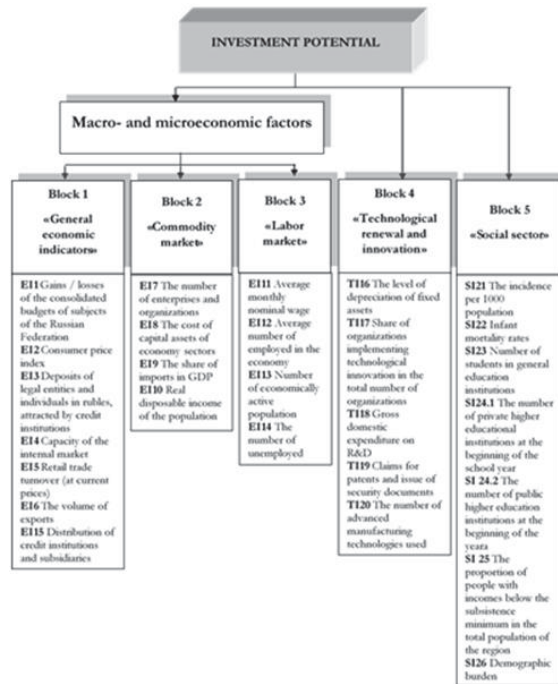 INVESTMENT POTENTIAL
Macro- and microeconomic factors
Block 1
«General
economic
indicators»
EI1 Gains / losses
of the consolidated
budgets of subjects
of the Russian
Federation
EI2 Consumer price
index
EI3 Deposits of
legal entities and
individuals in rubles,
attracted by credit
institutions
EI4 Capacity of the
internal market
EI5 Retail trade
turnover (at current
prices)
EI6 The volume of
exports
EI15 Distribution of
credit institutions
and subsidiaries
Block 2
«Commodity
market»
EI7 The number
of enterprises and
organizations
EI8 The cost of
capital assets of
economy sectors
EI9 The share of
imports in GDP
EI10 Real
disposable income
of the population
Block 3
«Labor
market»
EI11 Average
monthly
nominal wage
EI12 Average
number of
employed in the
economy
EI13 Number of
economically
active
population
EI14 The
number of
unemployed
Block 4
«Technological
renewal and
innovation»
TI16 The level of
depreciation of fixed
assets
TI17 Share of
organizations
implementing
technological
innovation in the
total number of
organizations
TI18 Gross
domestic
expenditure on
R&D
TI19 Claims for
patents and issue of
security documents
TI20 The number of
advanced
manufacturing
technologies used
Block 5
«Social sector»
SI21 The incidence
per 1000
population
SI22 Infant
mortality rates
SI23 Number of
students in general
education
institutions
SI24.1 The number
of private higher
educational
institutions at the
beginning of the
school year
SI 24.2 The
number of public
higher education
institutions at the
beginning of the
yeara
SI 25 The
proportion of
people with
incomes below the
subsistence
minimum in the
total population of
the region
SI26 Demographic
burden